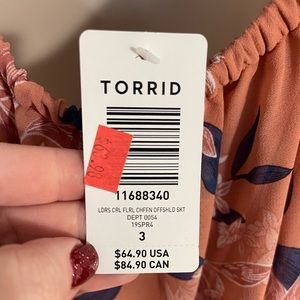 TORRID
11688340
LDRS CRL FLRL CHFFN OFFSHLD SKT
DEPT 0054
19SPR4
3
$64.90 USA
$84.90 CAN